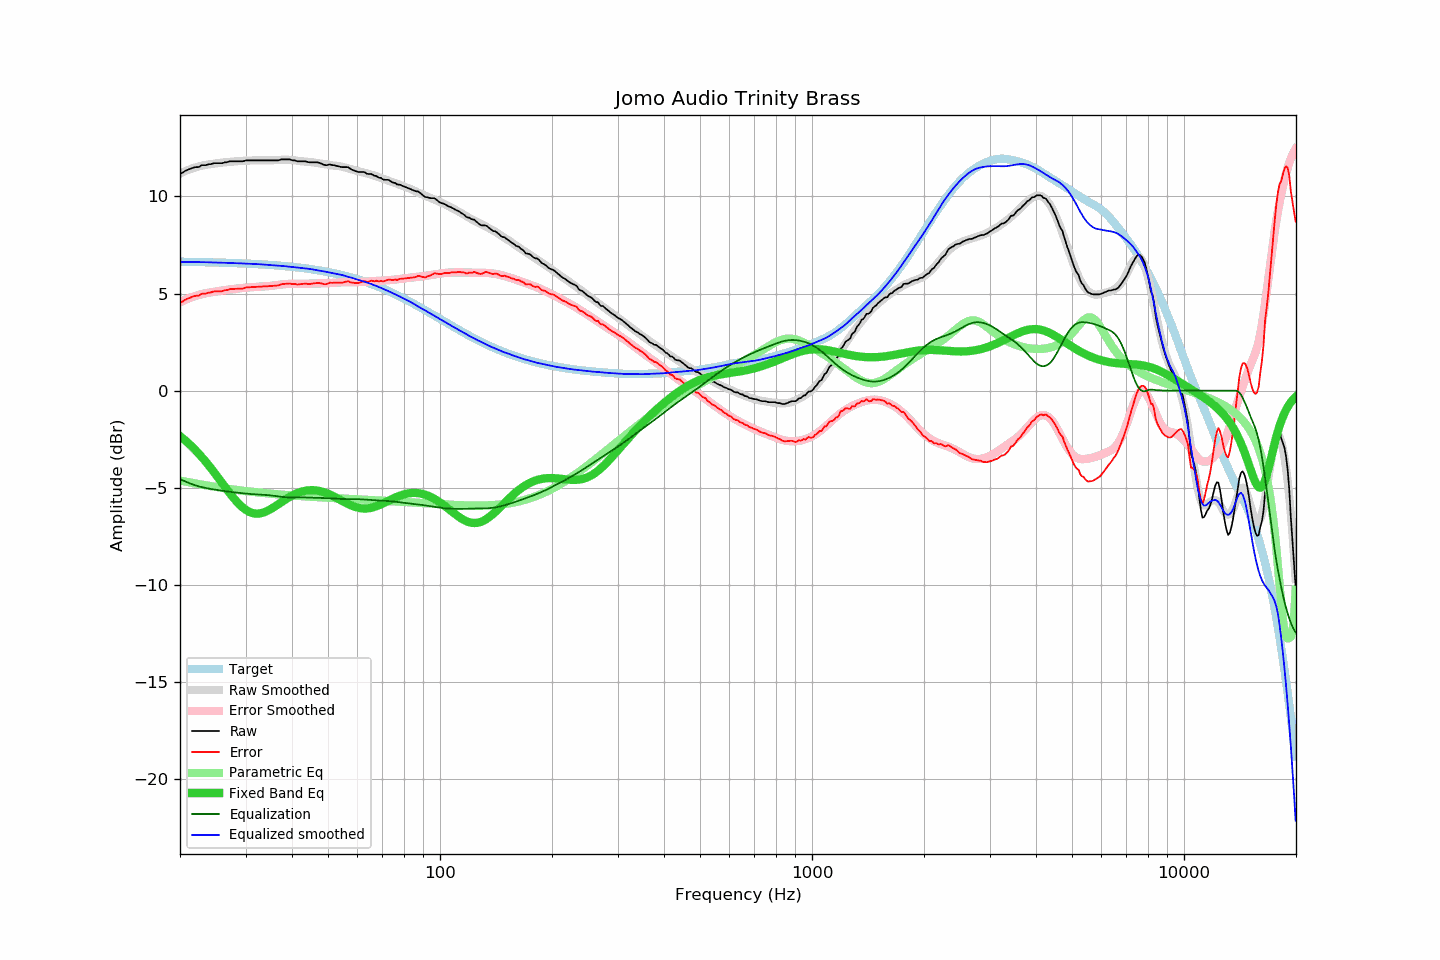 Jomo Audio Trinity Brass
Amplitude (dBr)
10
5
0
−5
−10
−15
−20
Target
Raw Smoothed
Error Smoothed
Raw
Error
Parametric Eq
Fixed Band Eq
Equalization
Equalized smoothed
100
1000
10000
Frequency (Hz)